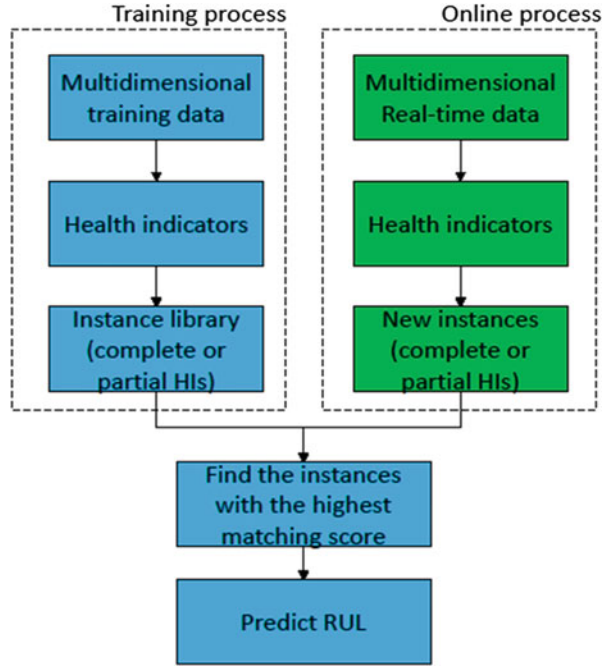 Training process
Multidimensional
training data
Health indicators
Instance library
(complete or
partial HIs)
Online process
Multidimensional
Real-time data
Health indicators
New instances
(complete or
partial HIs)
Find the instances
with the highest
matching score
Predict RUL